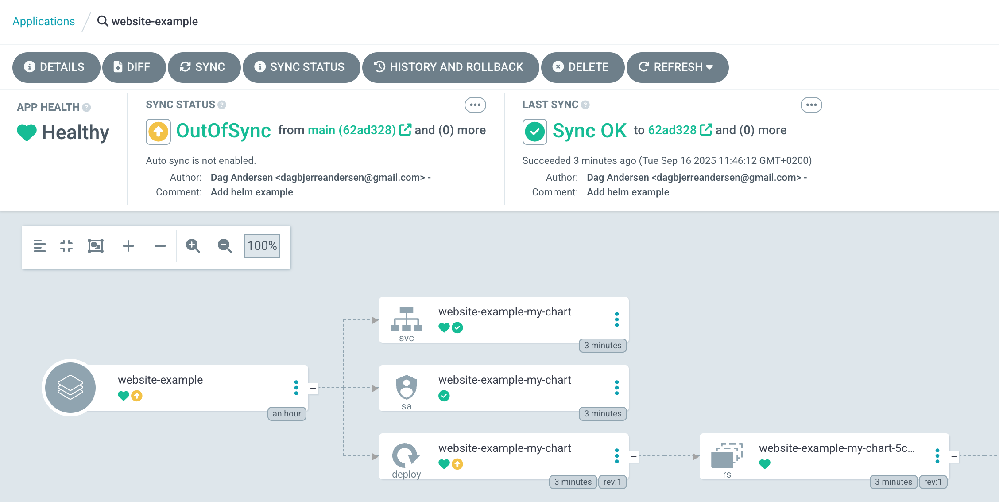 Applications / website-example
DETAILS DIFF SYNC SYNC STATUS HISTORY AND ROLLBACK DELETE REFRESH
APP HEALTH
Healthy
SYNC STATUS
OutOfSync from main (62ad328) and (0) more
Auto sync is not enabled.
Author: Dag Andersen <dagbjerreandersen@gmail.com> -
Comment: Add helm example
LAST SYNC
Sync OK to 62ad328 and (0) more
Succeeded 3 minutes ago (Tue Sep 16 2025 11:46:12 GMT+0200)
Author: Dag Andersen <dagbjerreandersen@gmail.com> -
Comment: Add helm example
100%
website-example-my-chart
svc
3 minutes
website-example
an hour
website-example-my-chart
sa
3 minutes
website-example-my-chart
deploy
3 minutes rev:1
website-example-my-chart-5c...
rs
3 minutes rev:1